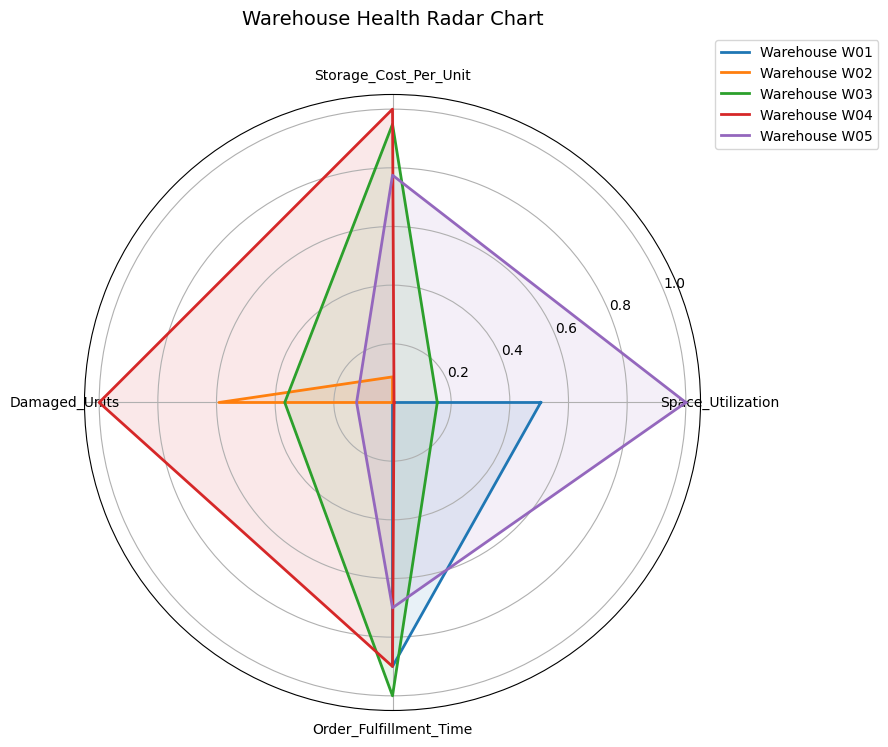 Warehouse Health Radar Chart
Warehouse W01
Warehouse W02
Warehouse W03
Warehouse W04
Warehouse W05
Storage_Cost_Per_Unit
1.0
0.8
0.6
0.4
0.2
Damaged_Units
Space_Utilization
Order_Fulfillment_Time